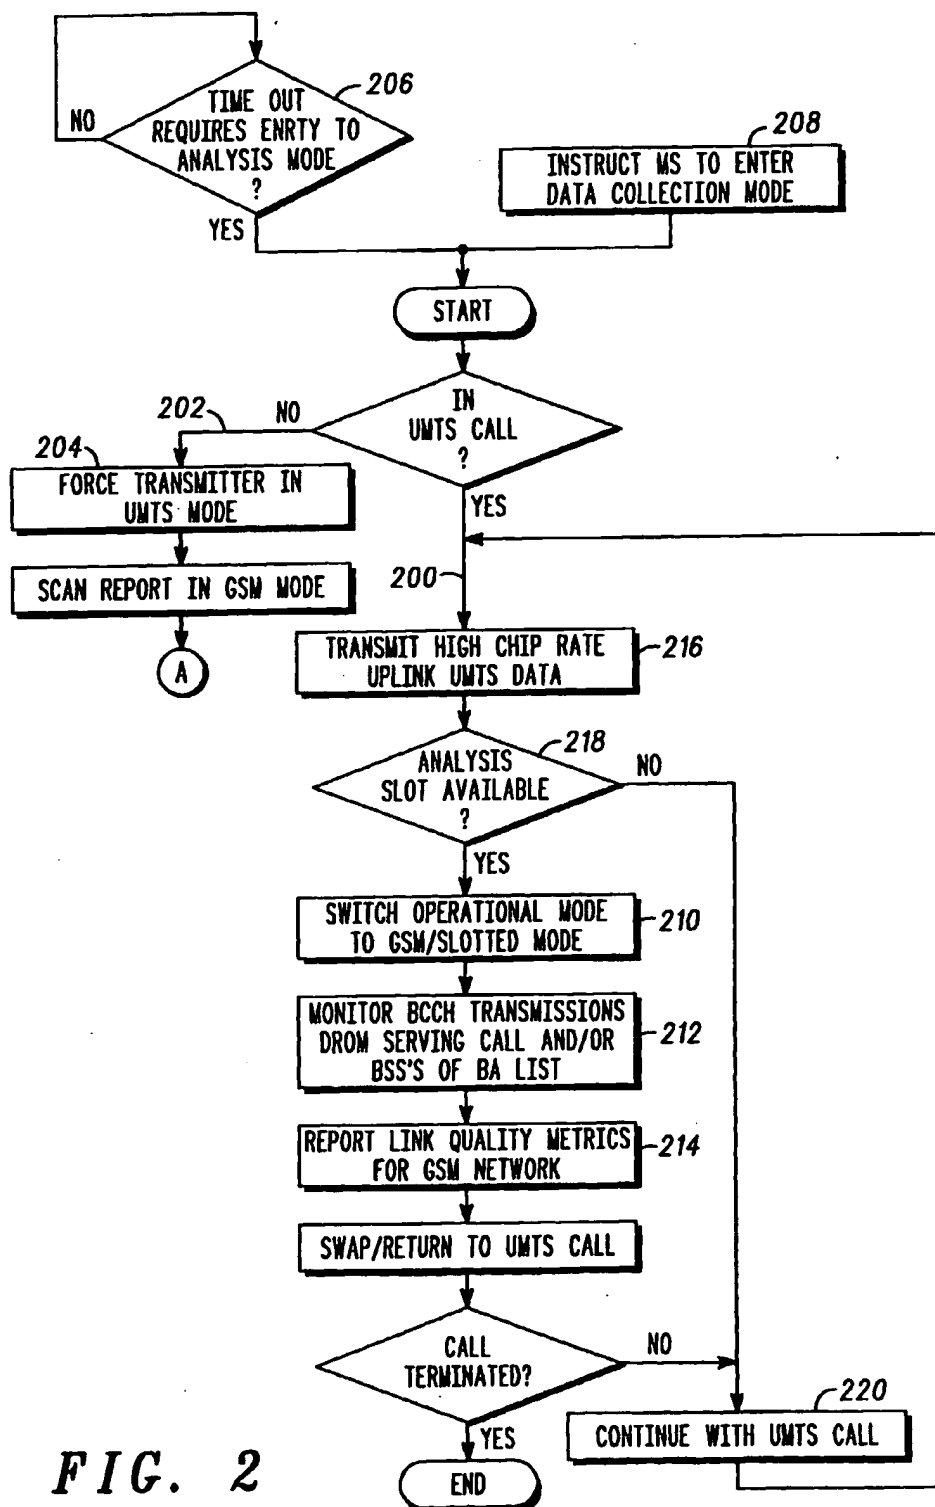 TIME OUT
REQUIRES ENRTY TO
ANALYSIS MODE
?
206
NO
YES
208
INSTRUCT MS TO ENTER
DATA COLLECTION MODE
START
IN
UMTS CALL
?
NO
202
204
FORCE TRANSMITTER IN
UMTS MODE
SCAN REPORT IN GSM MODE
A
YES
200
TRANSMIT HIGH CHIP RATE
UPLINK UMTS DATA
216
ANALYSIS
SLOT AVAILABLE
?
218
NO
YES
SWITCH OPERATIONAL MODE
TO GSM/SLOTTED MODE
210
MONITOR BCCH TRANSMISSIONS
DROM SERVING CALL AND/OR
BSS'S OF BA LIST
212
REPORT LINK QUALITY METRICS
FOR GSM NETWORK
214
SWAP/RETURN TO UMTS CALL
CALL
TERMINATED?
NO
YES
220
CONTINUE WITH UMTS CALL
END
FIG. 2